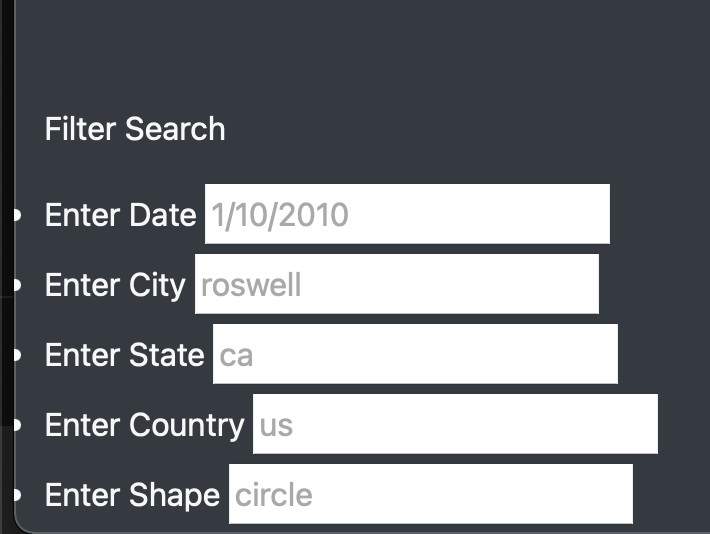 Filter Search
Enter Date 1/10/2010
Enter City roswell
Enter State ca
Enter Country us
Enter Shape circle